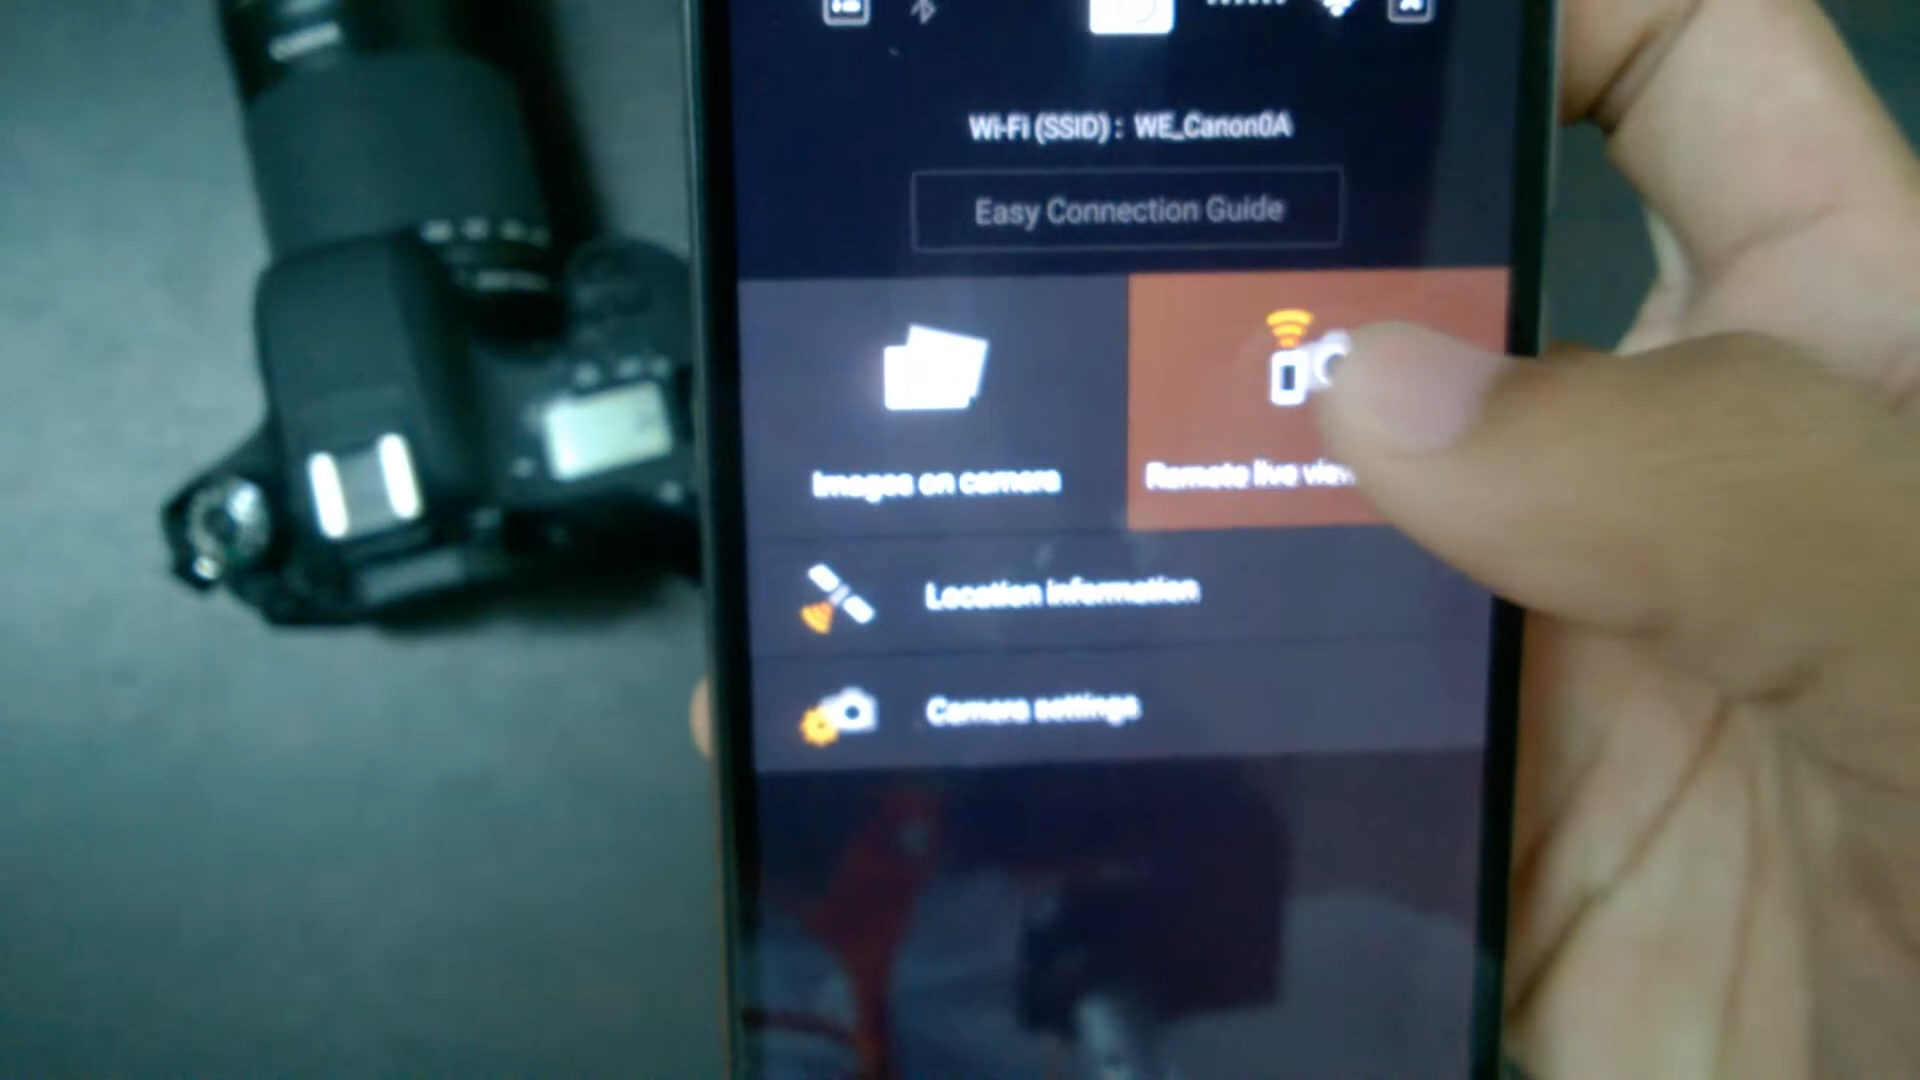 Wi-Fi (SSID) : WE_Canon0A
Easy Connection Guide
Images on camera
Remote live view
Location information
Camera settings